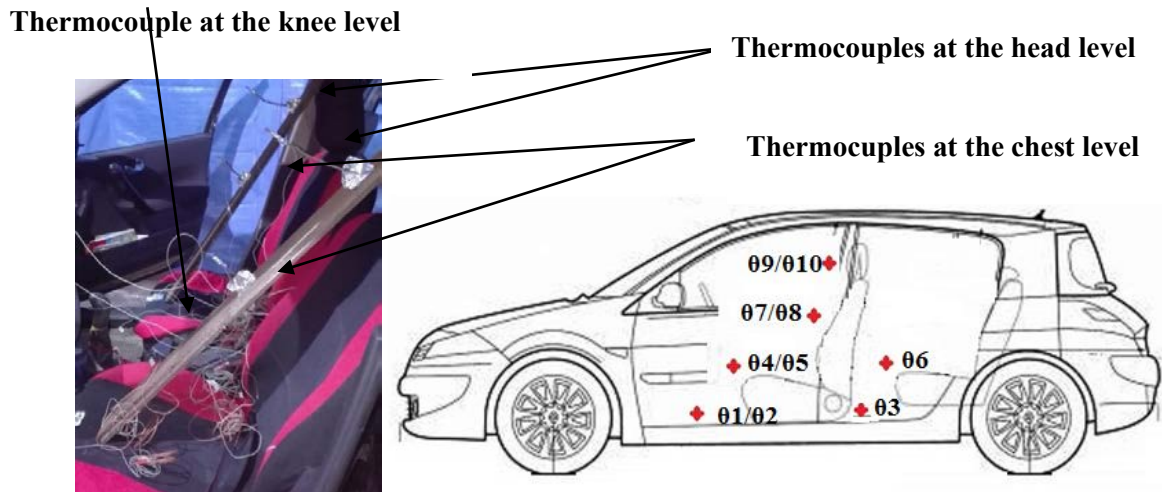 Thermocouple at the knee level
Thermocouples at the head level
Thermocuples at the chest level
θ9/θ10
θ7/θ8
θ4/θ5
θ6
θ1/θ2
θ3